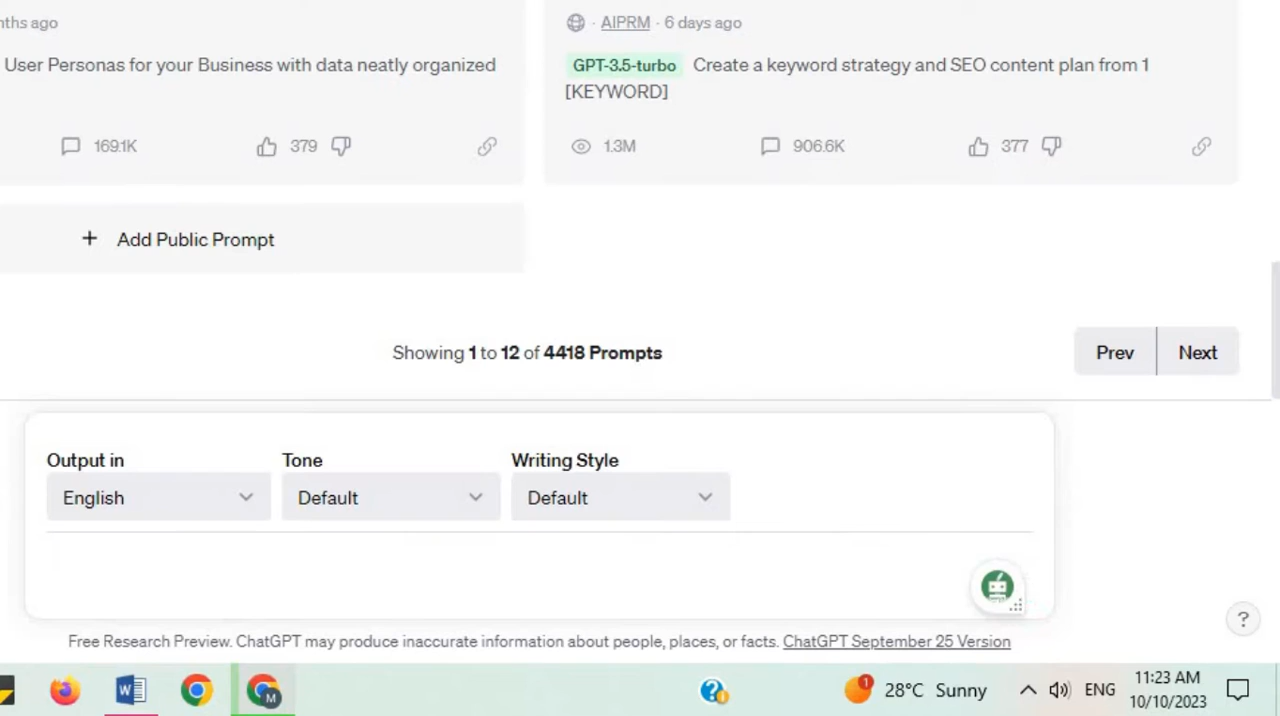 nths ago
AIPRM · 6 days ago
User Personas for your Business with data neatly organized
GPT-3.5-turbo Create a keyword strategy and SEO content plan from 1
[KEYWORD]
169.1K 379
1.3M 906.6K 377
+ Add Public Prompt
Showing 1 to 12 of 4418 Prompts
Prev Next
Output in Tone Writing Style
English Default Default
Free Research Preview. ChatGPT may produce inaccurate information about people, places, or facts. ChatGPT September 25 Version
?
28°C Sunny ENG 11:23 AM
10/10/2023